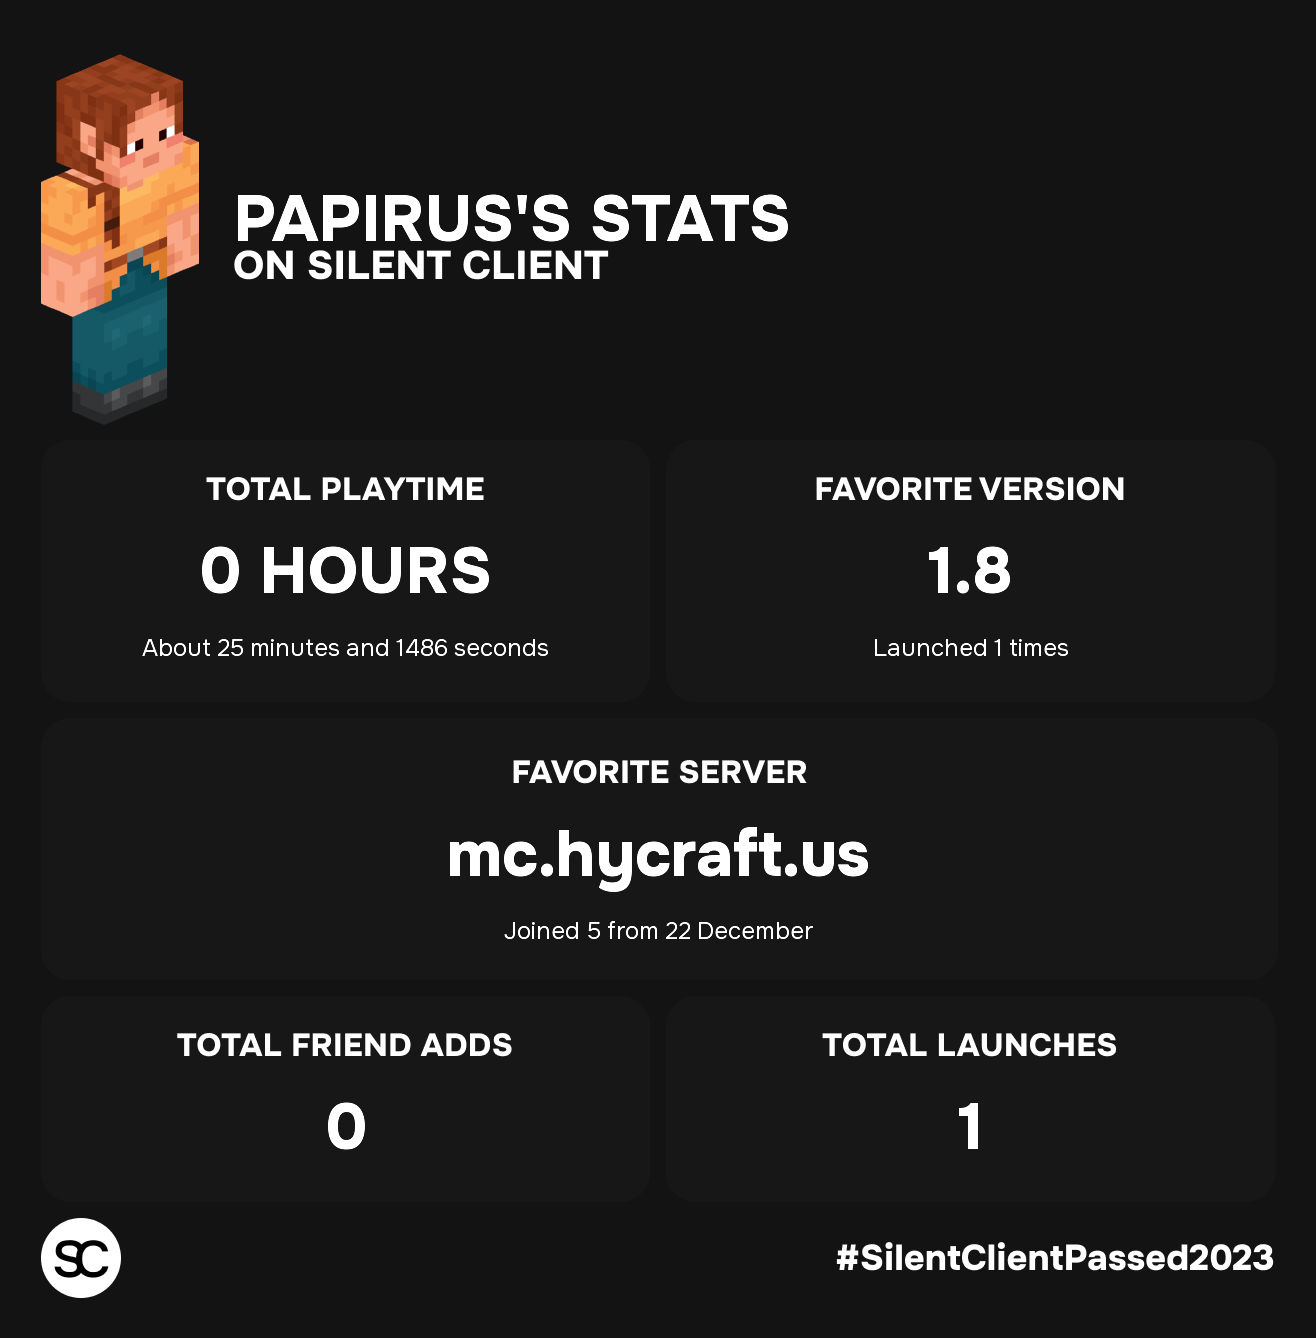 PAPIRUS'S STATS
ON SILENT CLIENT
TOTAL PLAYTIME
0 HOURS
About 25 minutes and 1486 seconds
FAVORITE VERSION
1.8
Launched 1 times
FAVORITE SERVER
mc.hycraft.us
Joined 5 from 22 December
TOTAL FRIEND ADDS
0
TOTAL LAUNCHES
1
SC
#SilentClientPassed2023